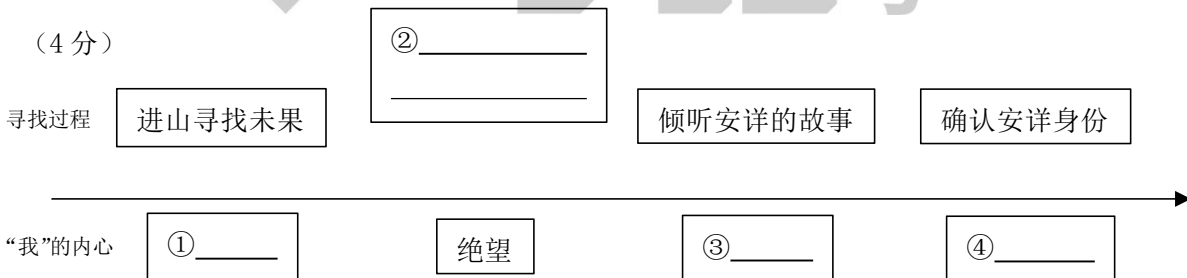 （4 分）
②
寻找过程 进山寻找未果 倾听安详的故事 确认安详身份
“我”的内心 ① 绝望 ③ ④